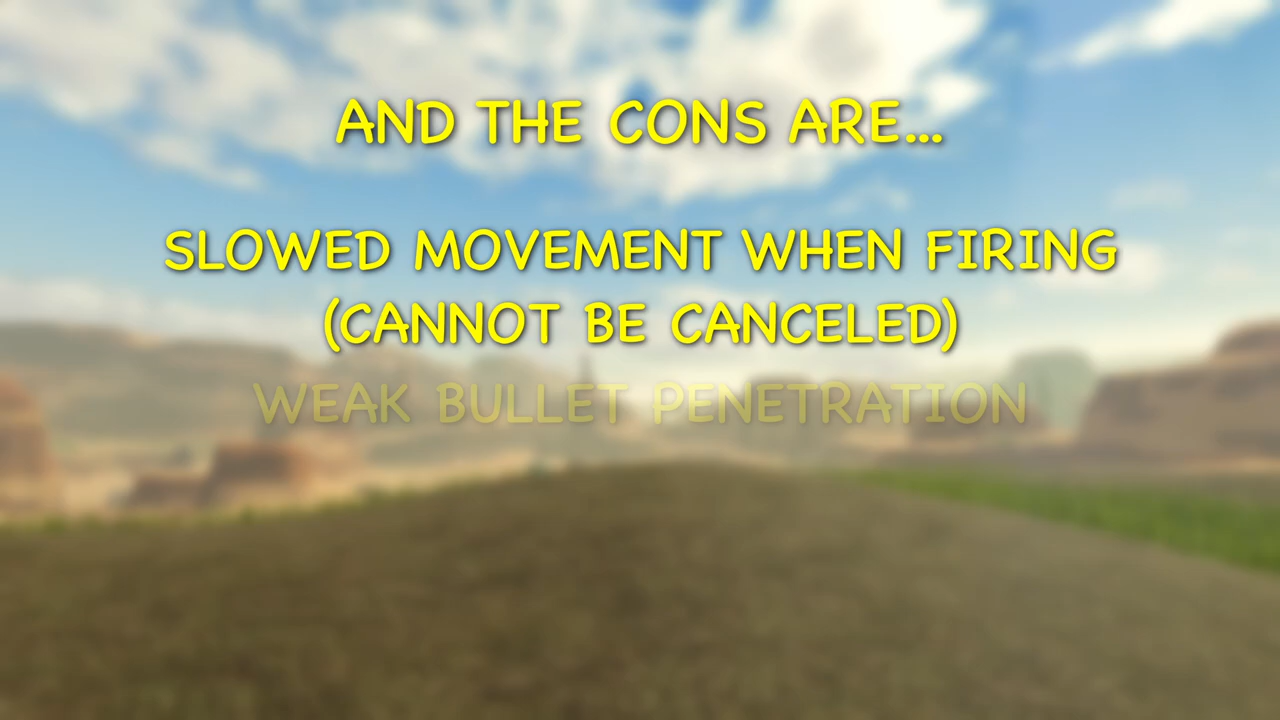 AND THE CONS ARE...
SLOWED MOVEMENT WHEN FIRING
(CANNOT BE CANCELED)
WEAK BULLET PENETRATION